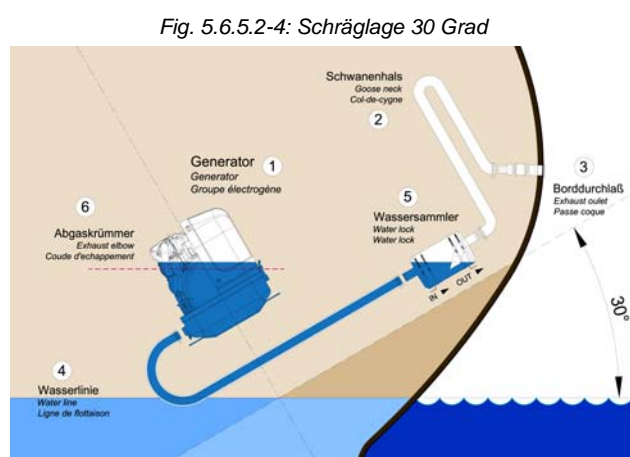 Fig. 5.6.5.2-4: Schräglage 30 Grad
Schwanenhals
Goose neck
Col-de-cygne
2
Generator
Generator
Groupe électrogéne
1
3
Borddurchlaß
Exhaust oulet
Passe coque
5
Wassersammler
Water lock
Water lock
6
Abgaskrümmer
Exhaust elbow
Coude d'echappement
IN
OUT
30°
4
Wasserlinie
Water line
Ligne de flottaison